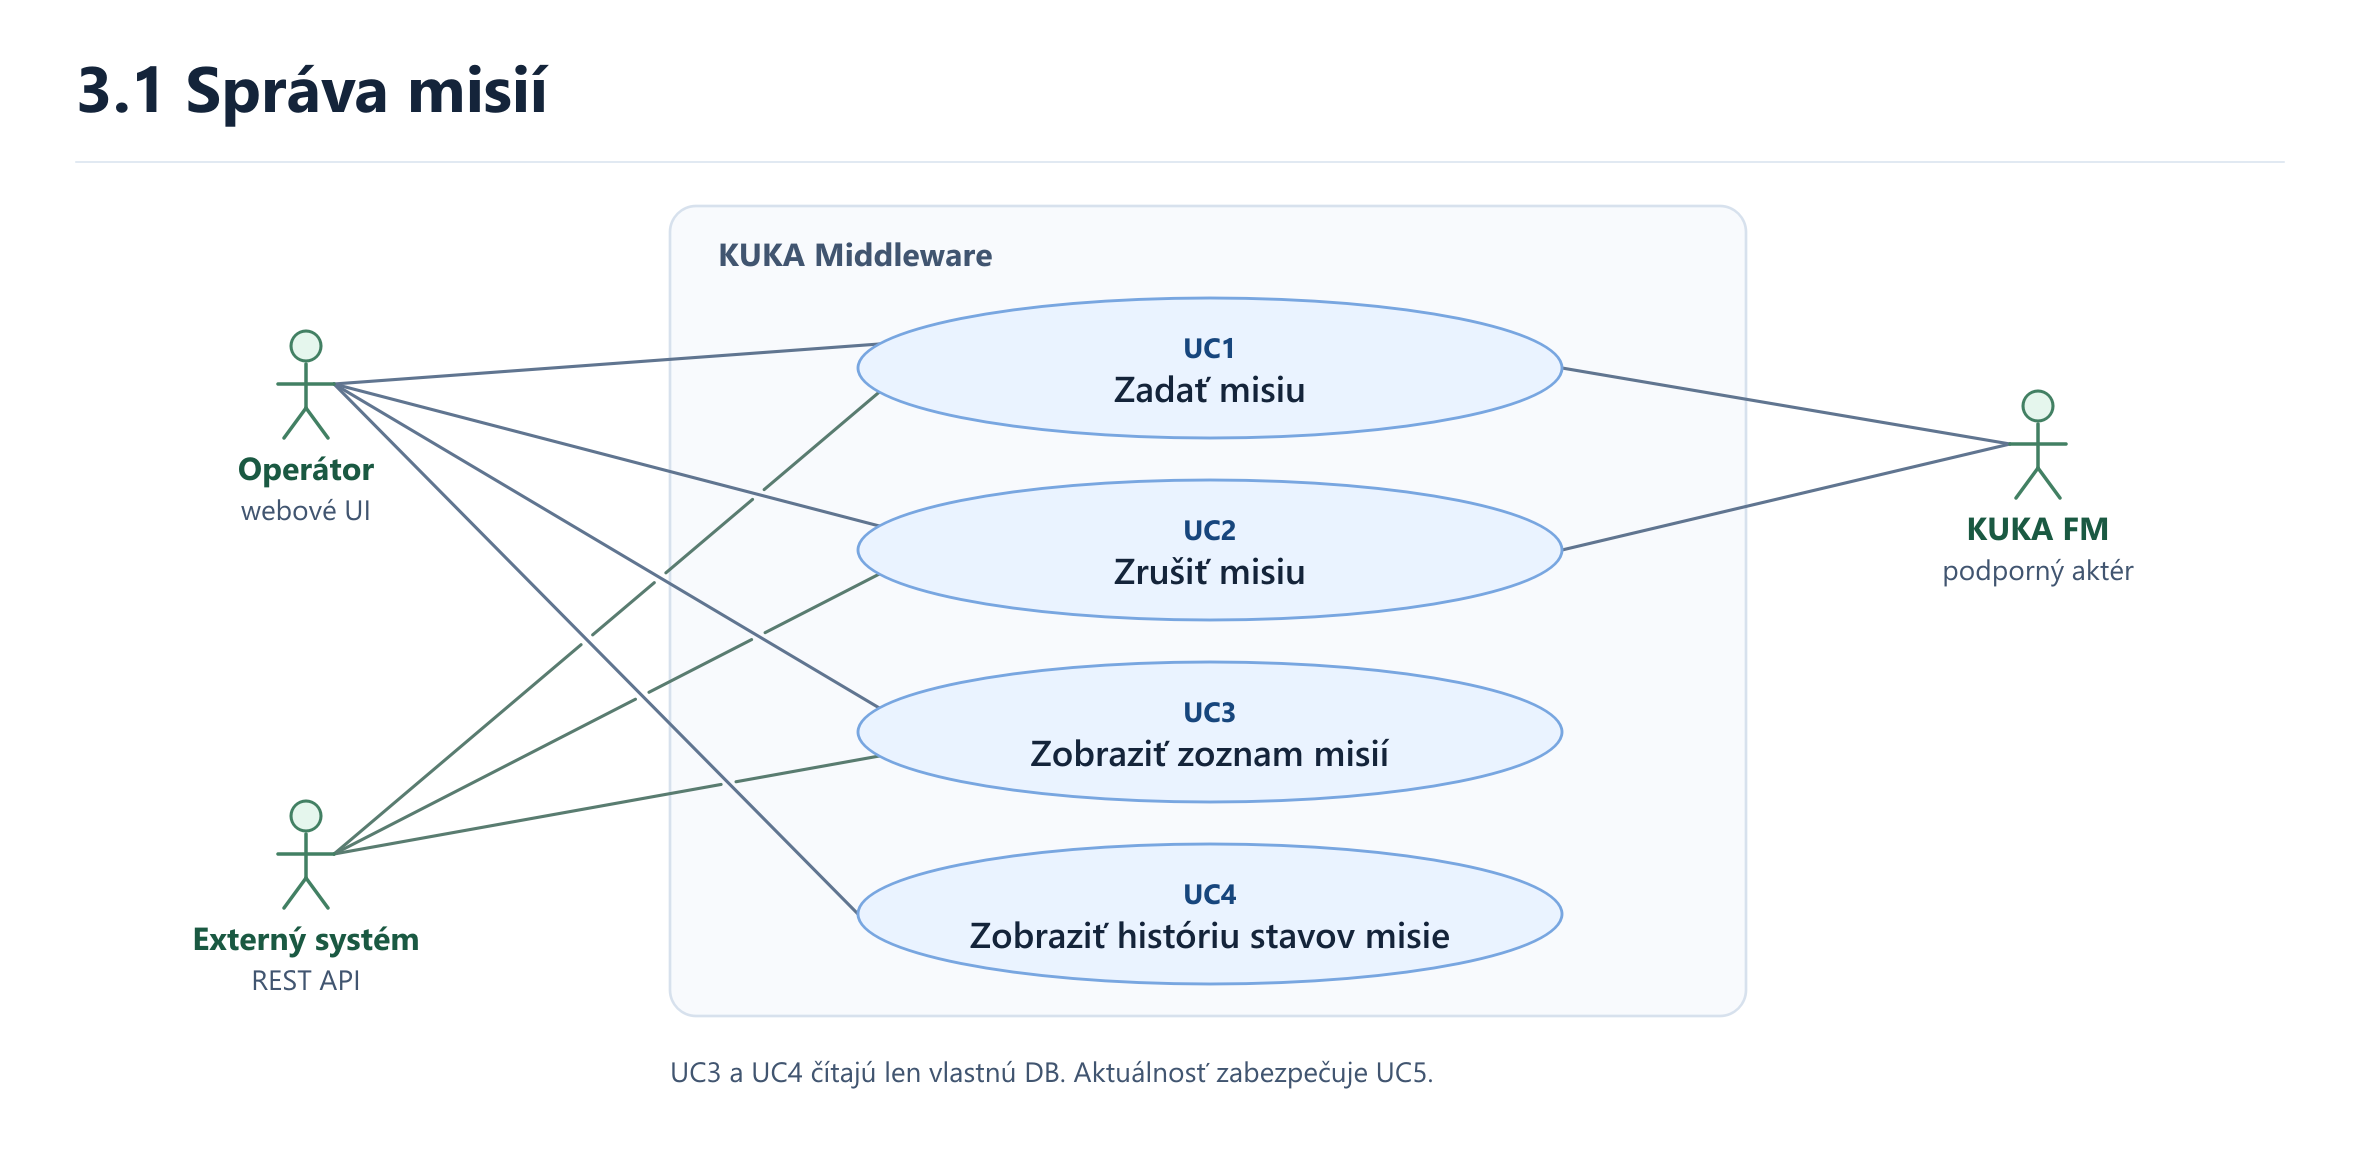 3.1 Správa misií
KUKA Middleware
UC1
Zadať misiu
Operátor
webové UI
UC2
Zrušiť misiu
KUKA FM
podporný aktér
UC3
Zobraziť zoznam misií
UC4
Zobraziť históriu stavov misie
Externý systém
REST API
UC3 a UC4 čítajú len vlastnú DB. Aktuálnosť zabezpečuje UC5.